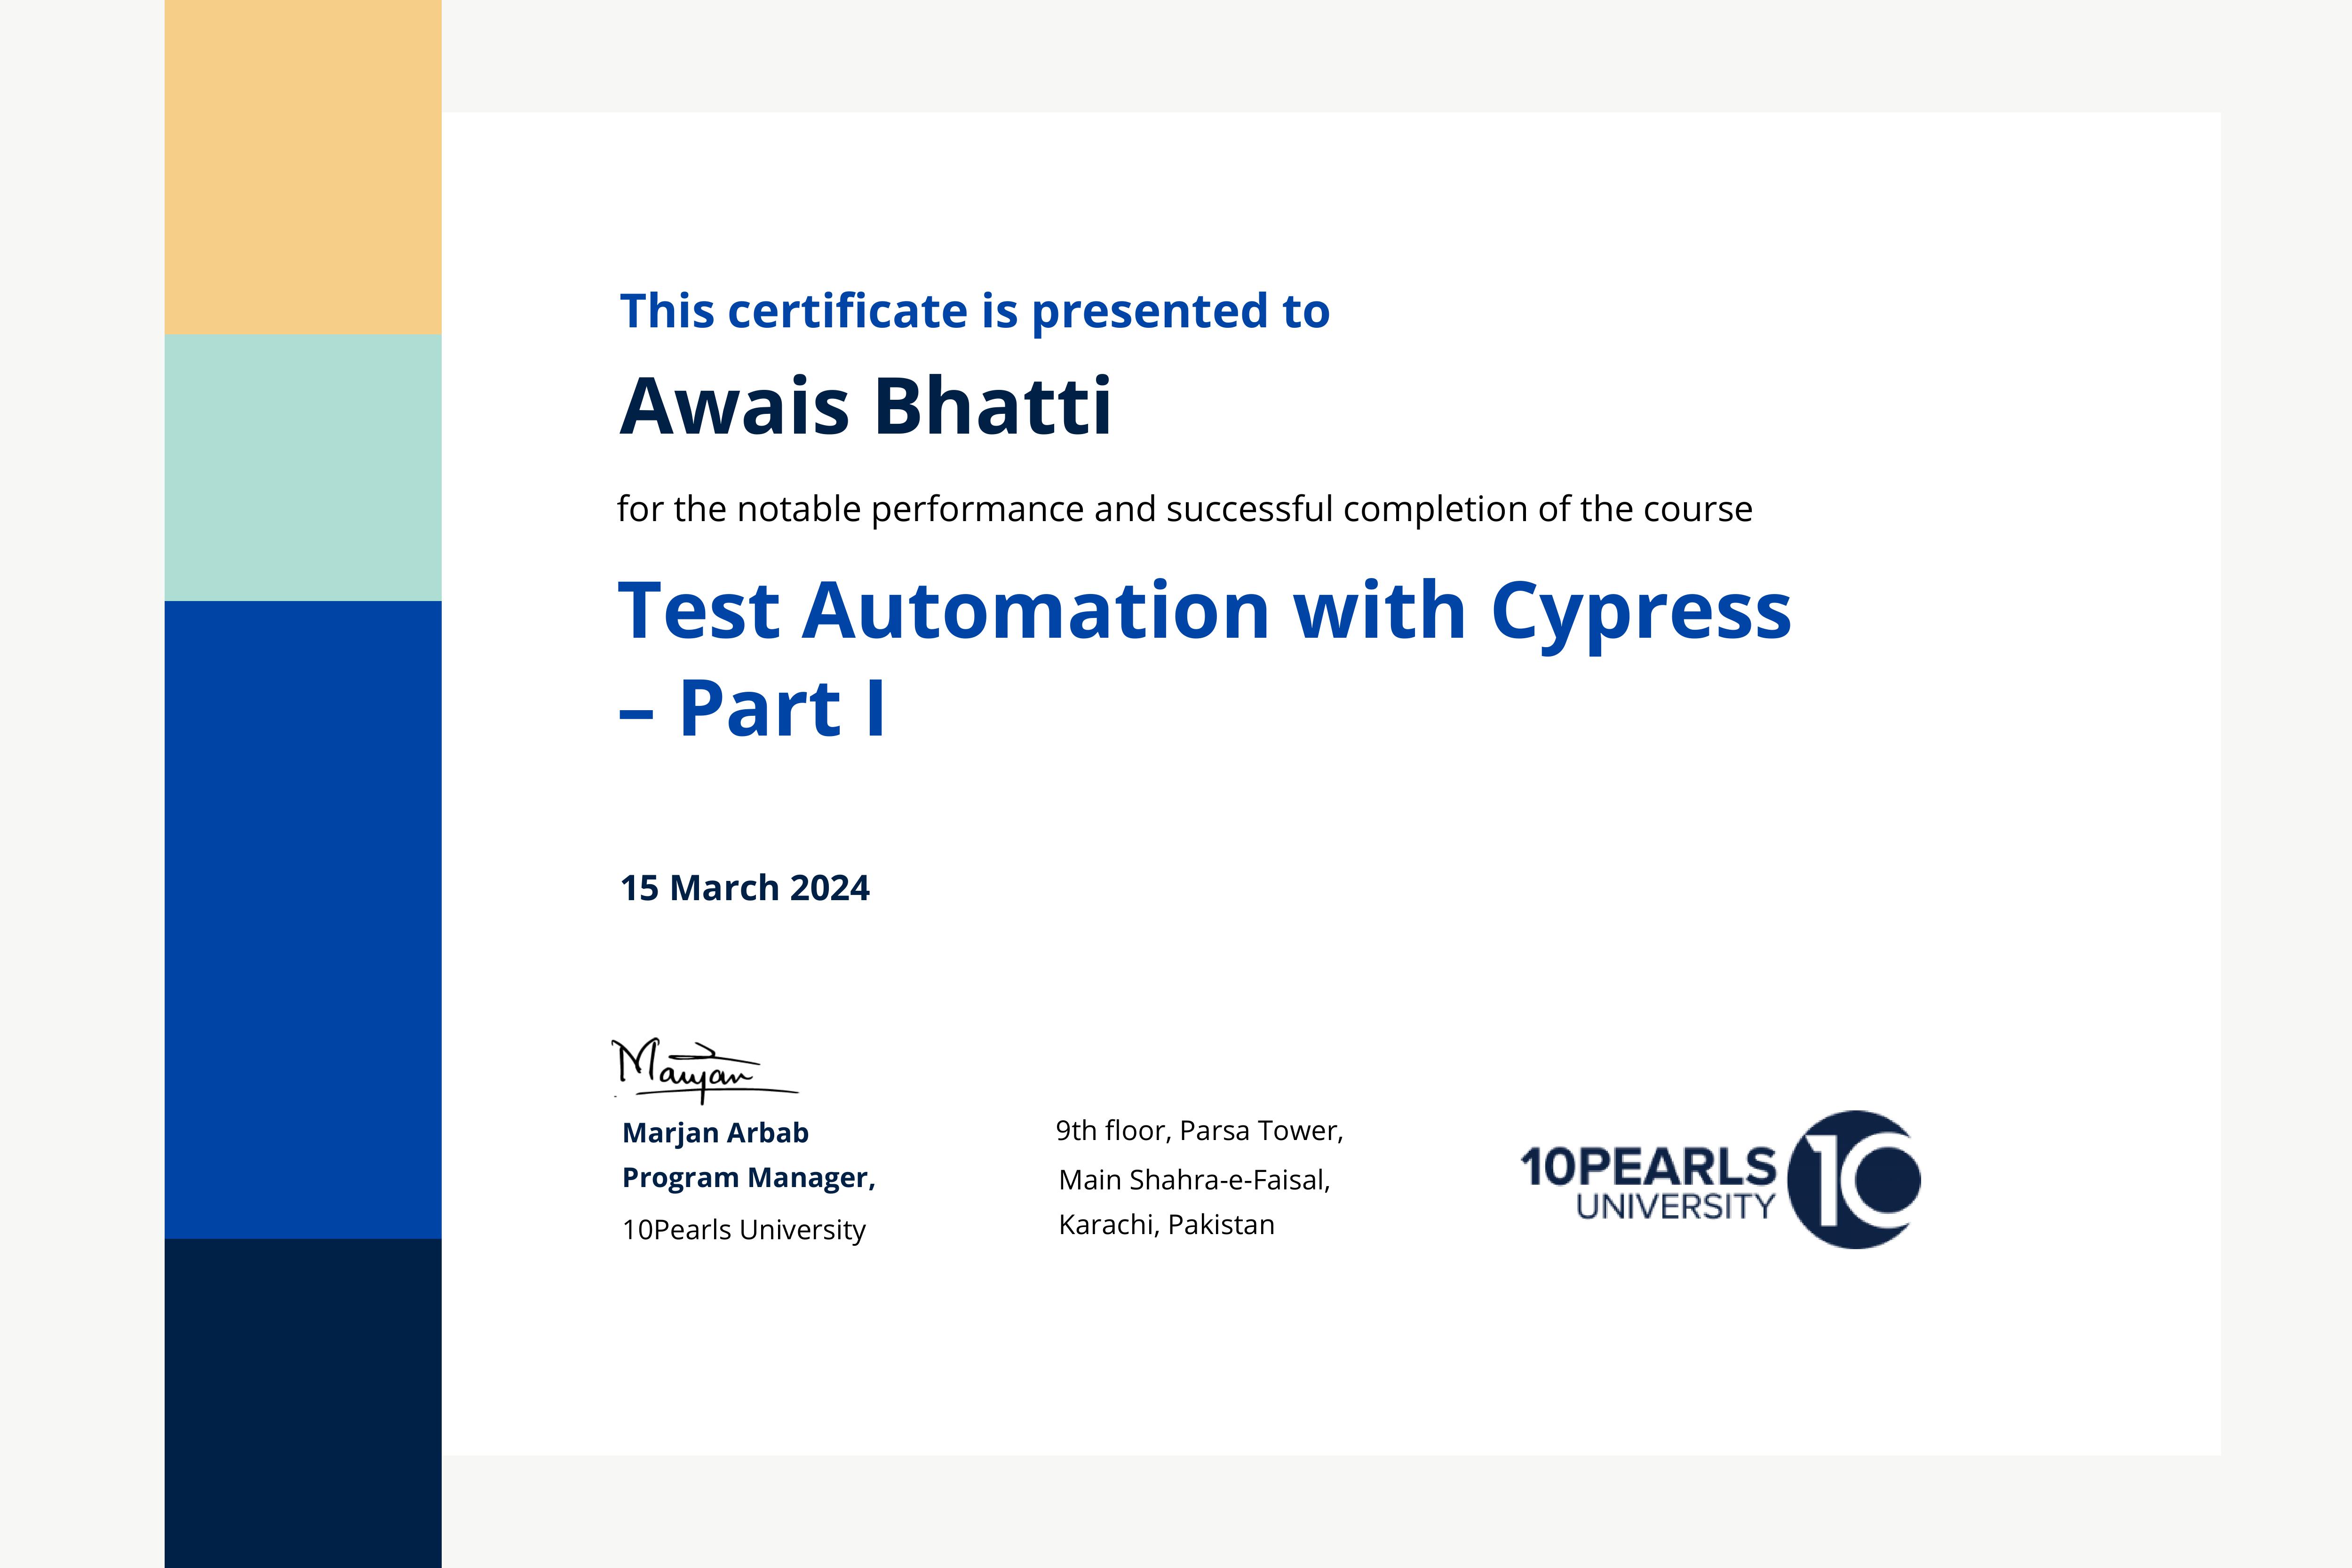 This certificate is presented to
Awais Bhatti
for the notable performance and successful completion of the course
Test Automation with Cypress
– Part I
15 March 2024
Marjan
Marjan Arbab
Program Manager,
10Pearls University
9th floor, Parsa Tower,
Main Shahra-e-Faisal,
Karachi, Pakistan
10PEARLS
UNIVERSITY
10